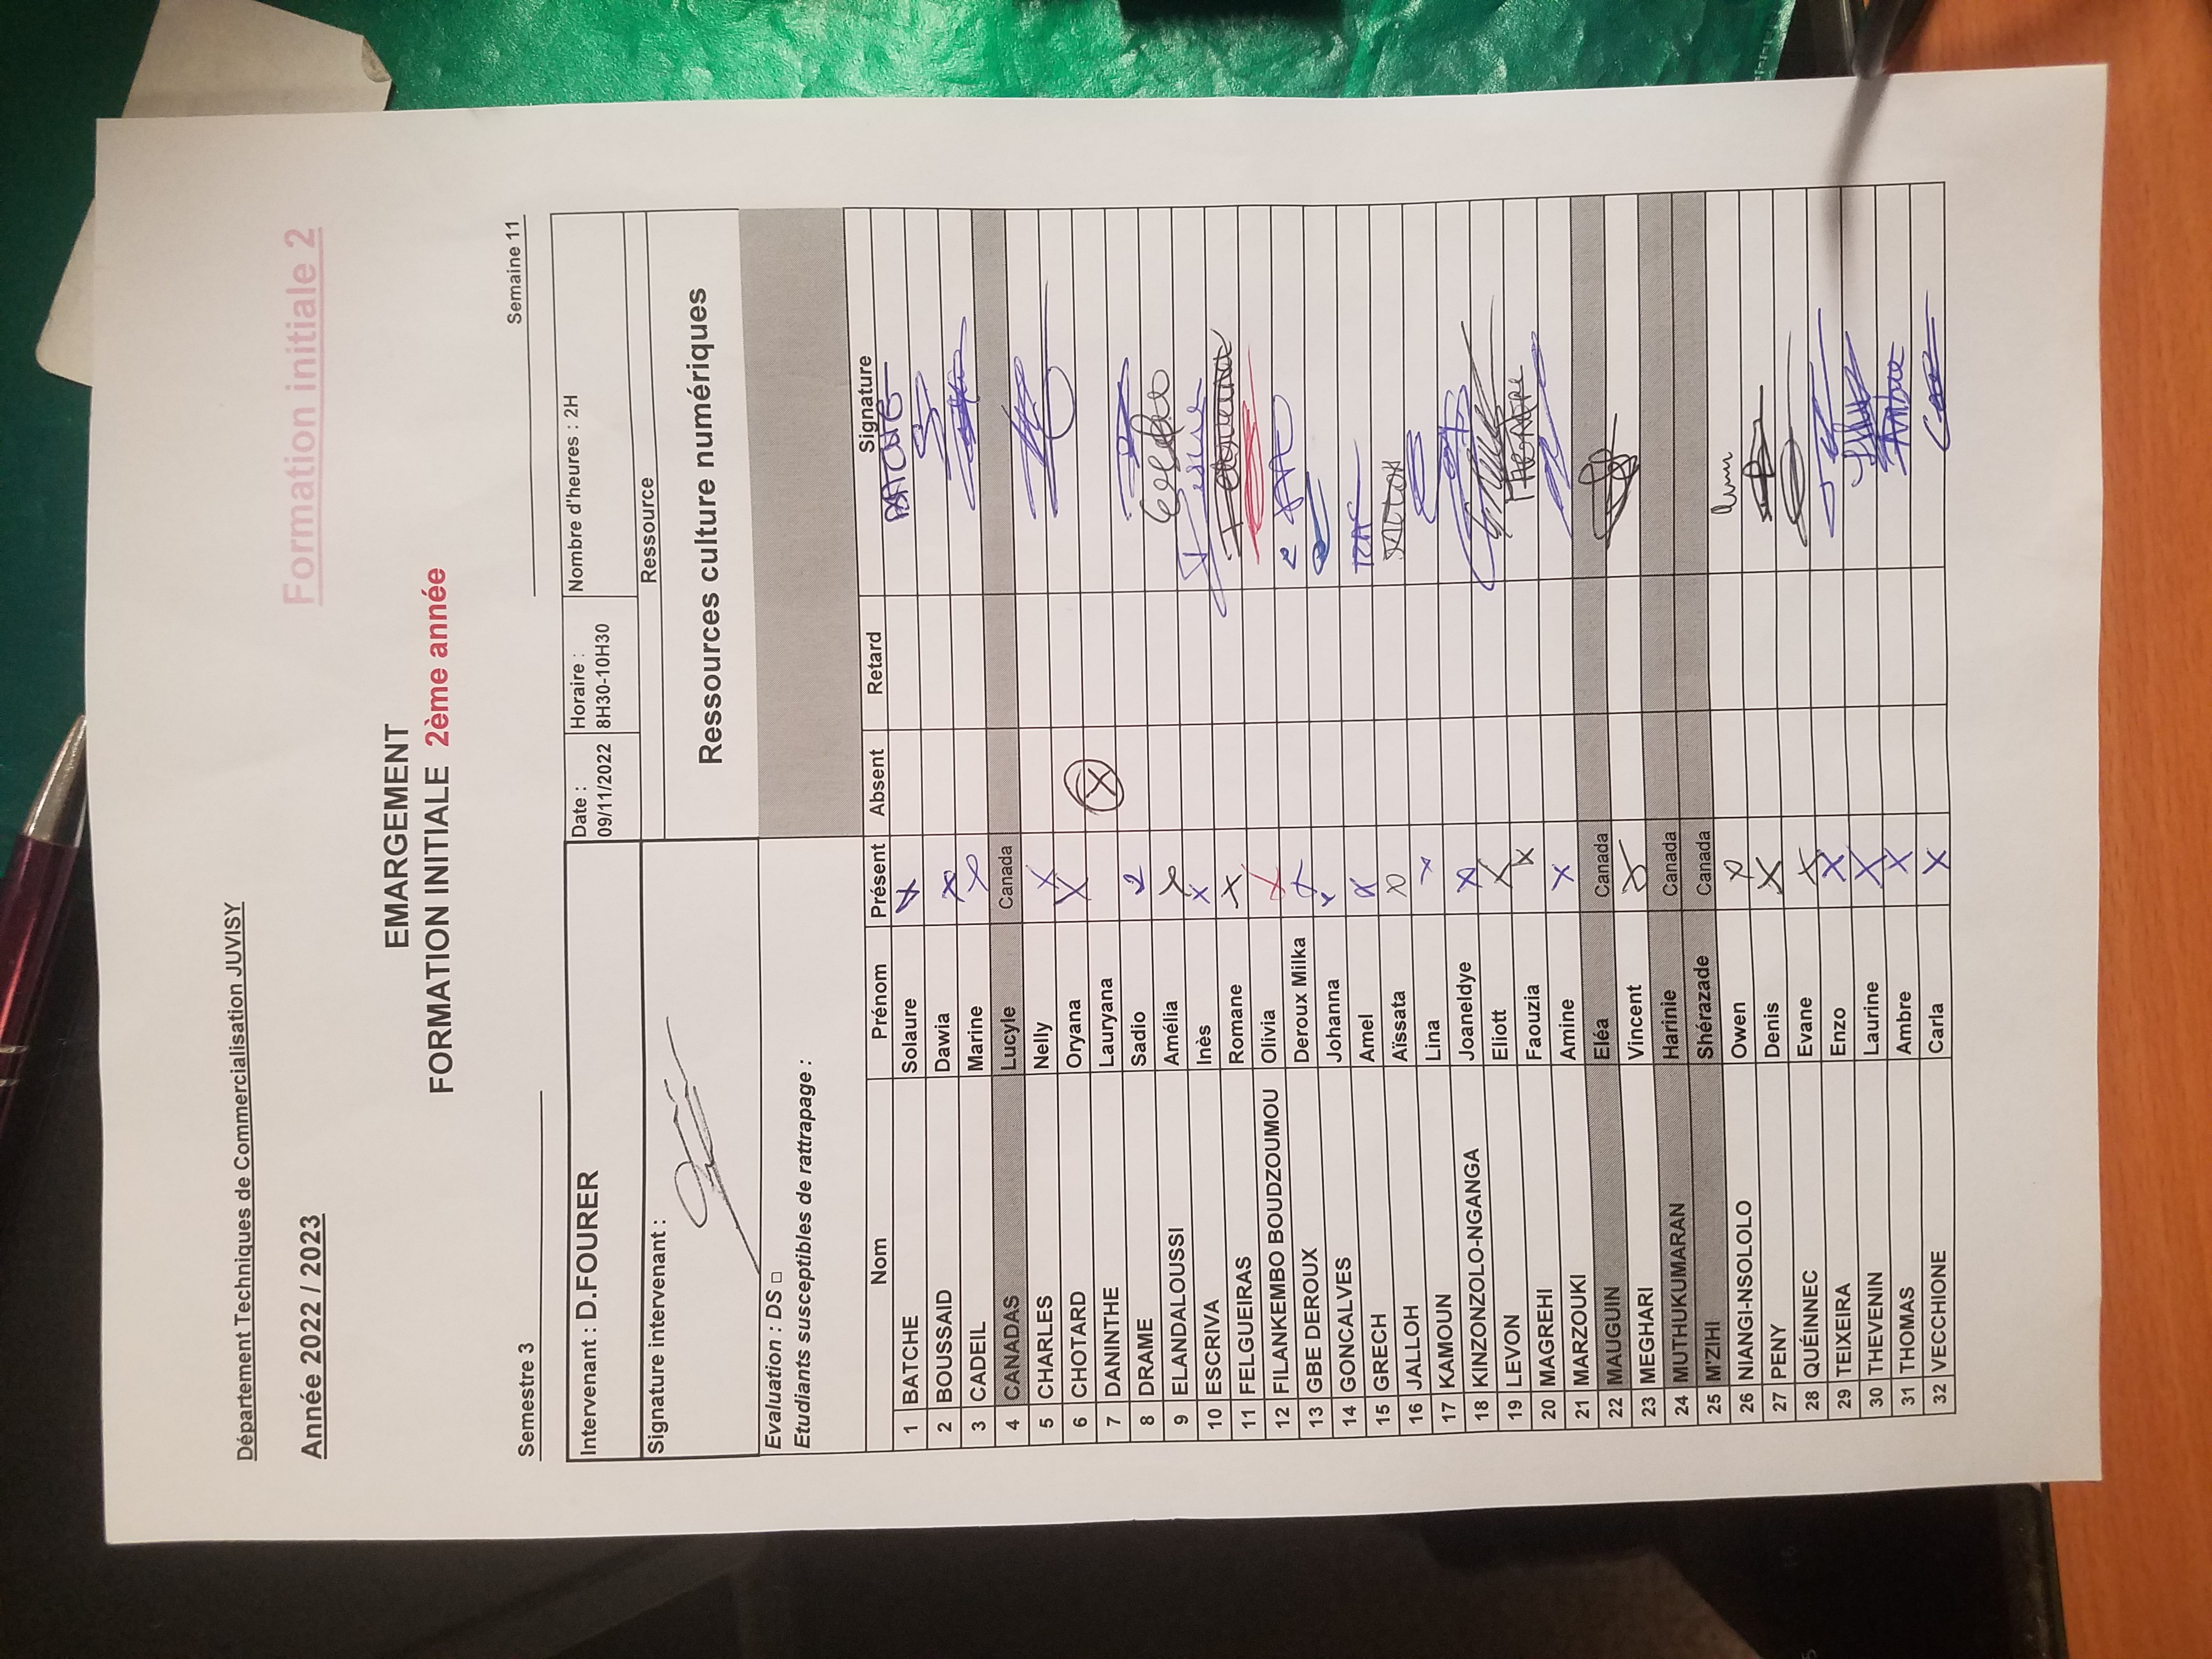 Département Techniques de Commercialisation JUVISY
Année 2022 / 2023
Formation initiale 2
EMARGEMENT
FORMATION INITIALE 2ème année
Semestre 3
Semaine 11
Intervenant : D.FOURER
Date :
09/11/2022
Horaire :
8H30-10H30
Nombre d'heures : 2H
Signature intervenant :
Ressource
Ressources culture numériques
Evaluation : DS □
Etudiants susceptibles de rattrapage :
Nom Prénom Présent Absent Retard Signature
1 BATCHE Solaure X BATCHE
2 BOUSSAID Dawia X
3 CADEIL Marine X
4 CANADAS Lucyle Canada
5 CHARLES Nelly X
6 CHOTARD Oryana X
7 DANINTHE Lauryana X
8 DRAME Sadio
9 ELANDALOUSSI Amélia X
10 ESCRIVA Inès X
11 FELGUEIRAS Romane X
12 FILANKEMBO BOUDZOUMOU Olivia X
13 GBE DEROUX Deroux Milka X
14 GONCALVES Johanna X
15 GRECH Amel X
16 JALLOH Aïssata X JALLOH
17 KAMOUN Lina X
18 KINZONZOLO-NGANGA Joaneldye X
19 LEVON Eliott X
20 MAGREHI Faouzia X
21 MARZOUKI Amine X
22 MAUGUIN Eléa Canada
23 MEGHARI Vincent X
24 MUTHUKUMARAN Harinie Canada
25 M'ZIHI Shérazade Canada
26 NIANGI-NSOLOLO Owen X
27 PENY Denis X
28 QUÉINNEC Evane X
29 TEIXEIRA Enzo X
30 THEVENIN Laurine X
31 THOMAS Ambre X Ambre
32 VECCHIONE Carla X